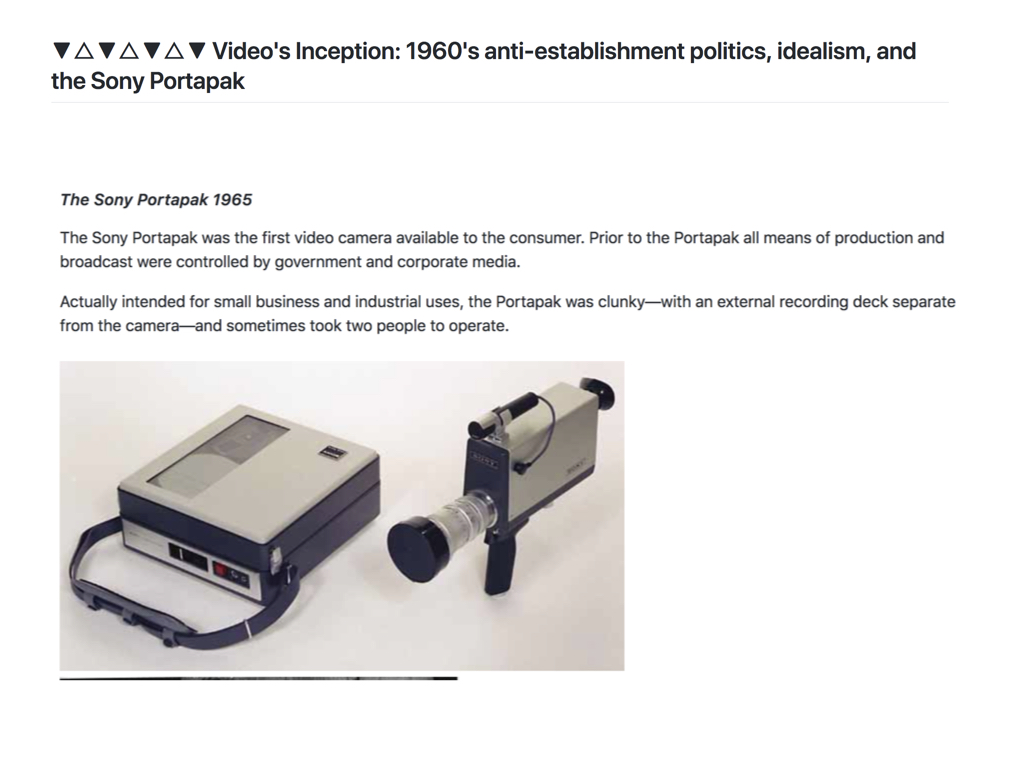 ▼△▼△▼△▼ Video's Inception: 1960's anti-establishment politics, idealism, and
the Sony Portapak
The Sony Portapak 1965
The Sony Portapak was the first video camera available to the consumer. Prior to the Portapak all means of production and
broadcast were controlled by government and corporate media.
Actually intended for small business and industrial uses, the Portapak was clunky—with an external recording deck separate
from the camera—and sometimes took two people to operate.
SONY
SONY